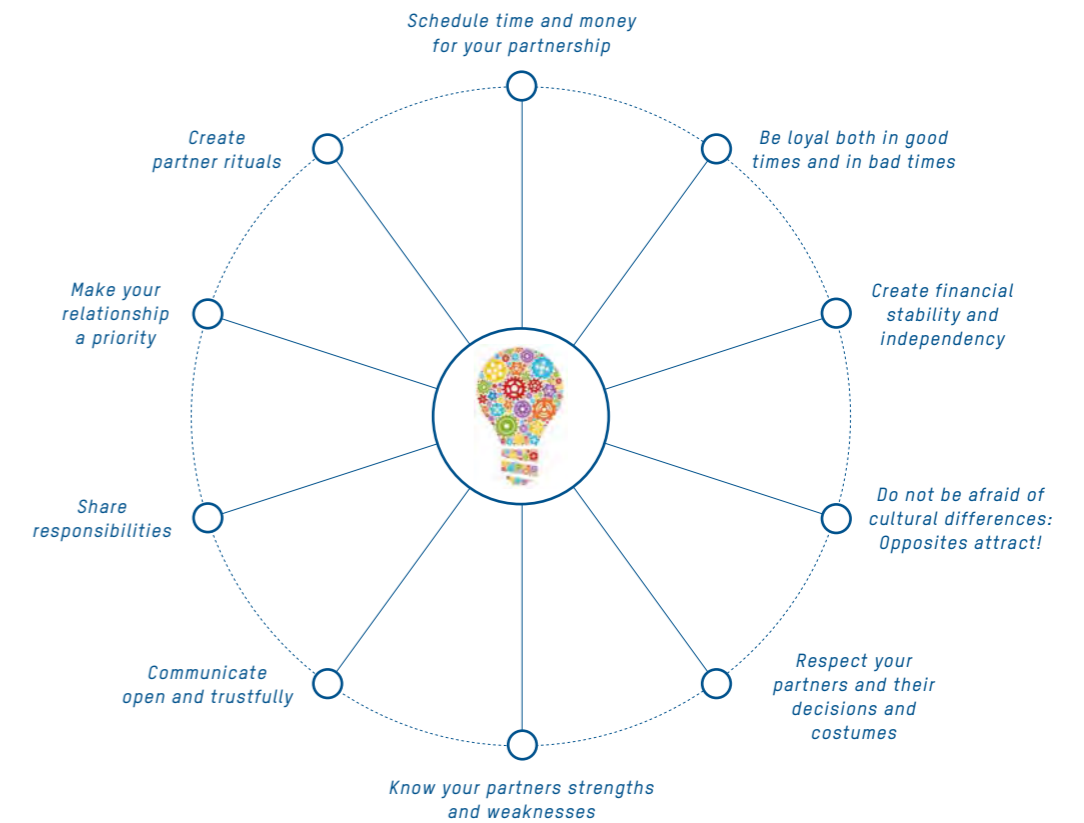 Schedule time and money
for your partnership
Be loyal both in good
times and in bad times
Create financial
stability and
independency
Do not be afraid of
cultural differences:
Opposites attract!
Respect your
partners and their
decisions and
costumes
Know your partners strengths
and weaknesses
Communicate
open and trustfully
Share
responsibilities
Make your
relationship
a priority
Create
partner rituals